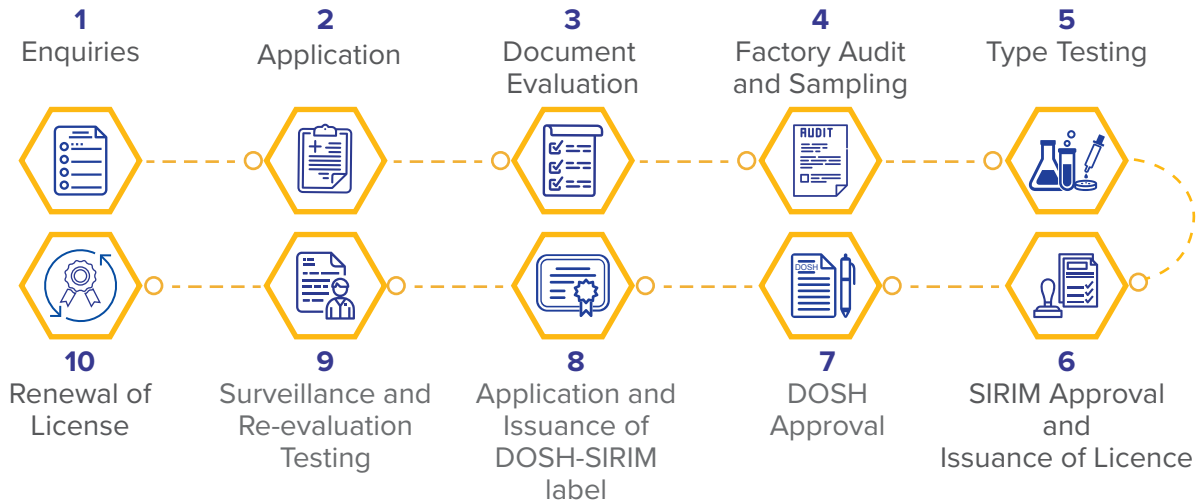 1
Enquiries
2
Application
3
Document
Evaluation
4
Factory Audit
and Sampling
5
Type Testing
AUDIT
DOSH
10
Renewal of
License
9
Surveillance and
Re-evaluation
Testing
8
Application and
Issuance of
DOSH-SIRIM
label
7
DOSH
Approval
6
SIRIM Approval
and
Issuance of Licence